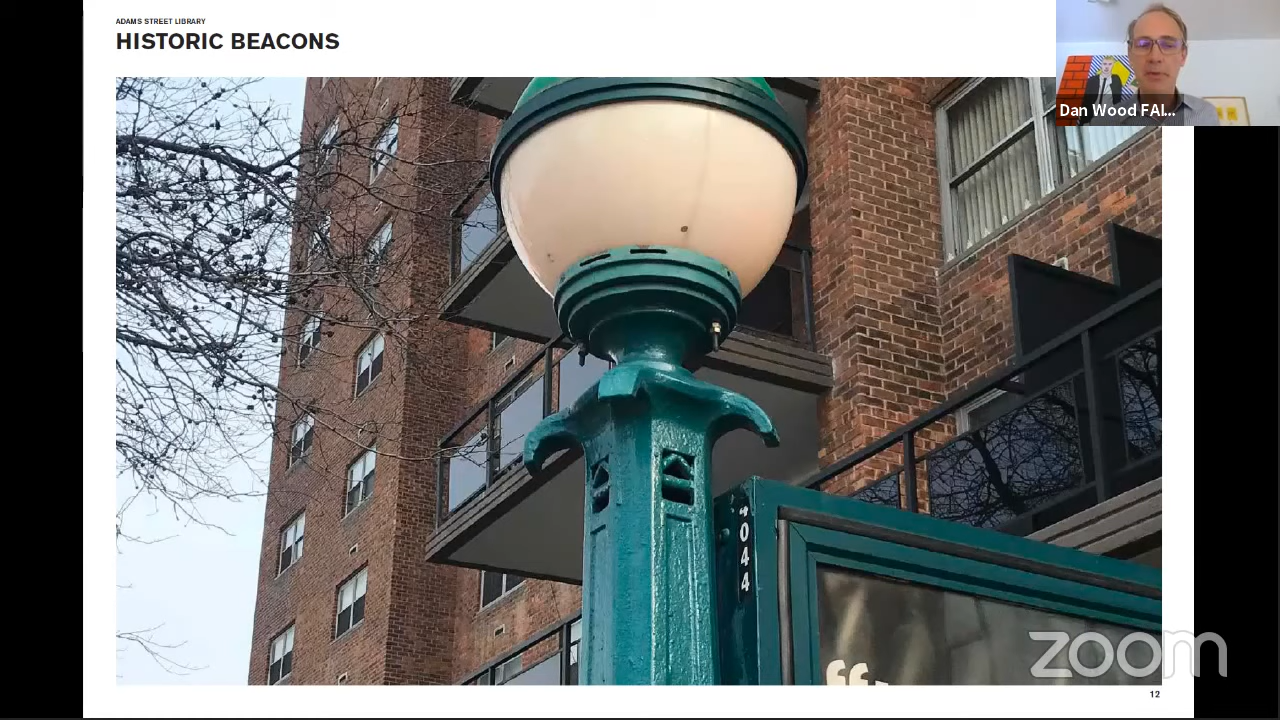 ADAMS STREET LIBRARY
HISTORIC BEACONS
Dan Wood FAI...
4044
“
zoom
12